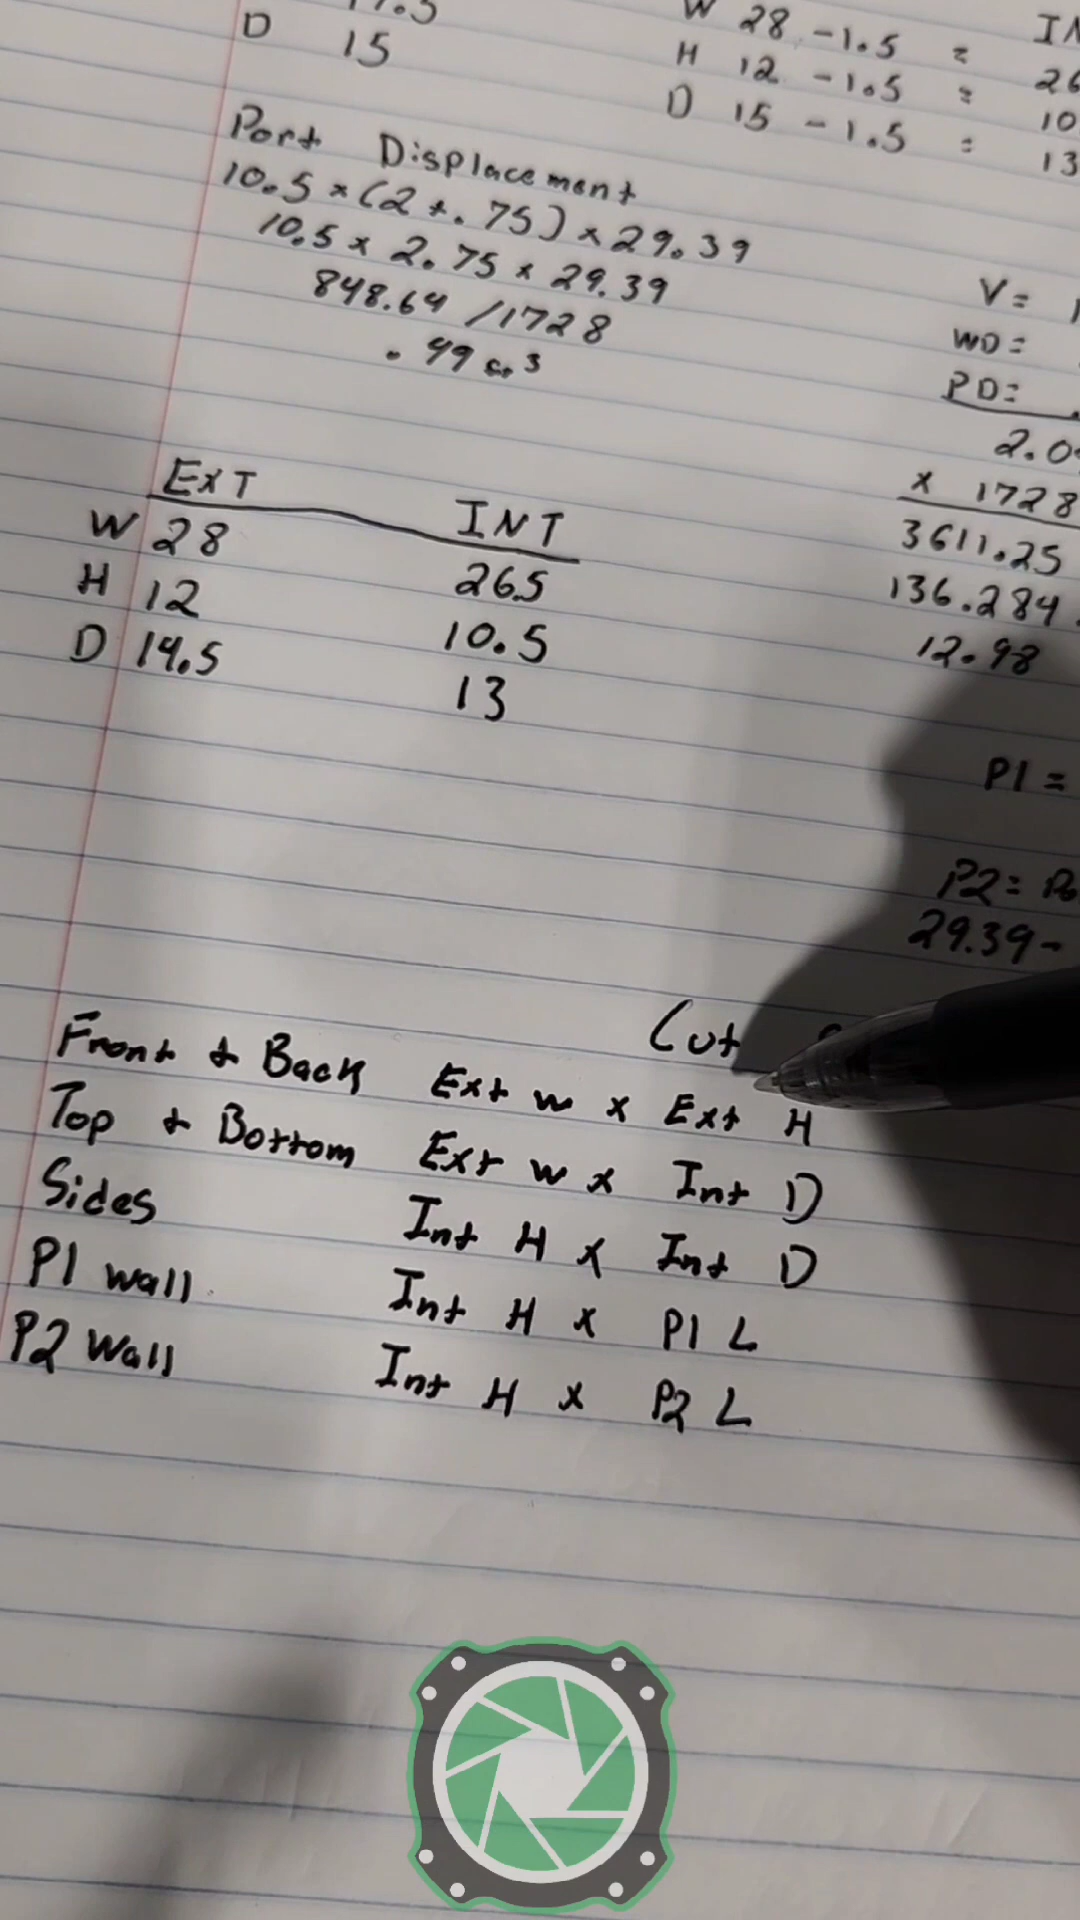 D 15
W 28 -1.5 =
H 12 -1.5 =
D 15 -1.5 =
Port Displacement
10.5 x (2 + .75) x 29.39
10.5 x 2.75 x 29.39
848.64 /1728
.49
V=
WD=
PD=
x 1728
3611.25
136.284
12.98
EXT INT
W 28 26.5
H 12 10.5
D 14.5 13
P1 =
P2=
29.39-
Cut
Front + Back Ext w x Ext H
Top + Bottom Ext w x Int D
Sides Int H x Int D
P1 wall Int H x P1 L
P2 Wall Int H x P2 L